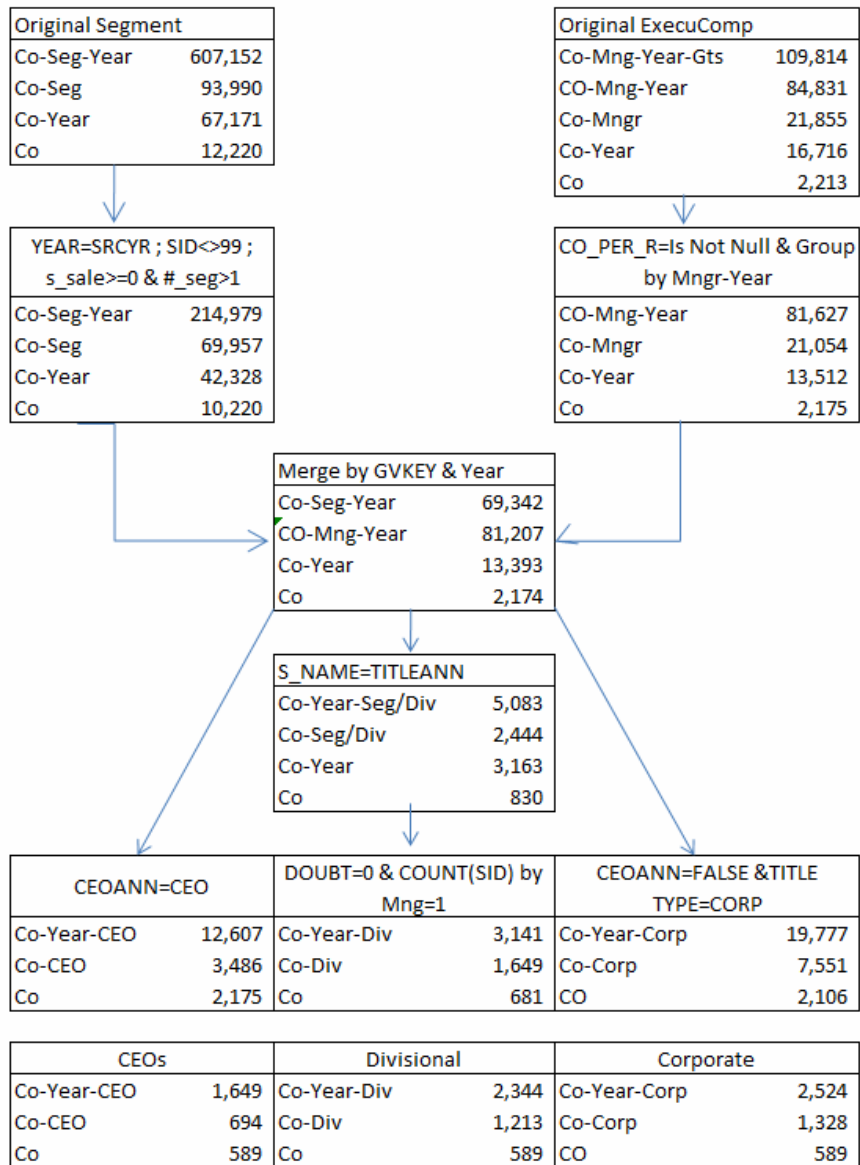 Original Segment
Co-Seg-Year 607,152
Co-Seg 93,990
Co-Year 67,171
Co 12,220
Original ExecuComp
Co-Mng-Year-Gts 109,814
CO-Mng-Year 84,831
Co-Mngr 21,855
Co-Year 16,716
Co 2,213
YEAR=SRCYR ; SID<>99 ;
s_sale>=0 & #_seg>1
Co-Seg-Year 214,979
Co-Seg 69,957
Co-Year 42,328
Co 10,220
CO_PER_R=Is Not Null & Group
by Mngr-Year
CO-Mng-Year 81,627
Co-Mngr 21,054
Co-Year 13,512
Co 2,175
Merge by GVKEY & Year
Co-Seg-Year 69,342
CO-Mng-Year 81,207
Co-Year 13,393
Co 2,174
S_NAME=TITLEANN
Co-Year-Seg/Div 5,083
Co-Seg/Div 2,444
Co-Year 3,163
Co 830
CEOANN=CEO
Co-Year-CEO 12,607
Co-CEO 3,486
Co 2,175
DOUBT=0 & COUNT(SID) by
Mng=1
Co-Year-Div 3,141
Co-Div 1,649
Co 681
CEOANN=FALSE &TITLE
TYPE=CORP
Co-Year-Corp 19,777
Co-Corp 7,551
CO 2,106
CEOs
Co-Year-CEO 1,649
Co-CEO 694
Co 589
Divisional
Co-Year-Div 2,344
Co-Div 1,213
Co 589
Corporate
Co-Year-Corp 2,524
Co-Corp 1,328
CO 589